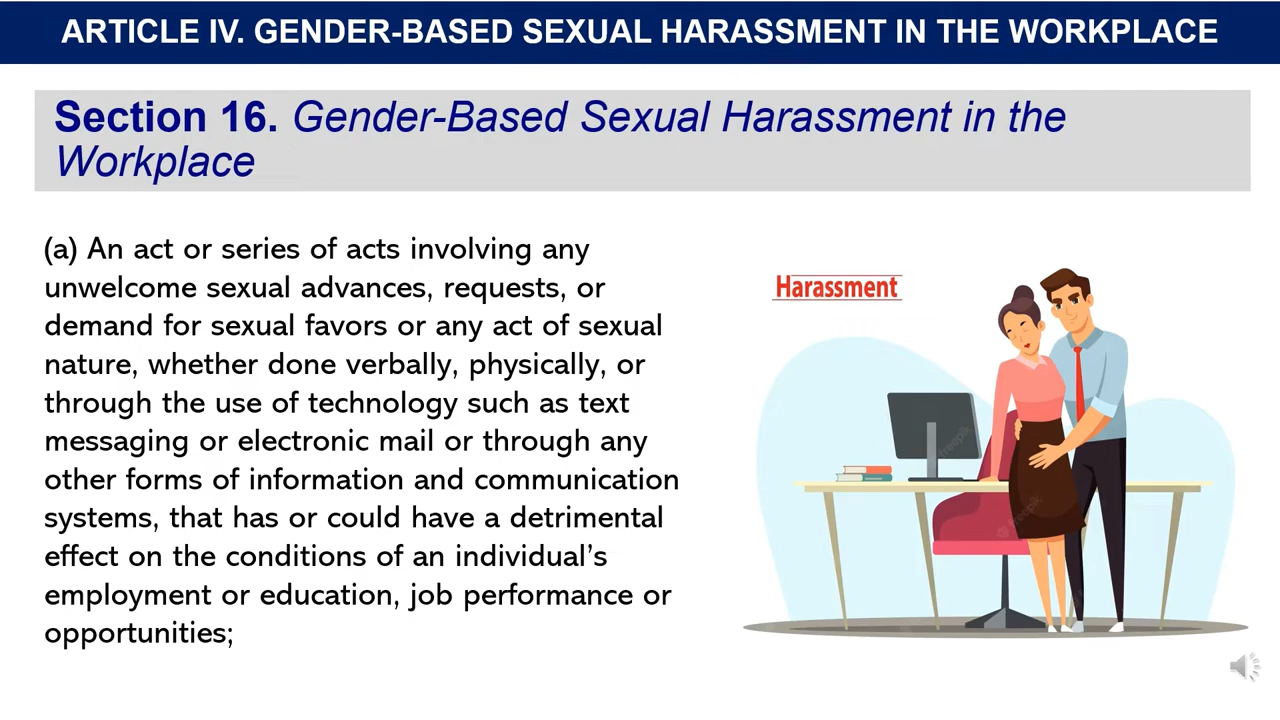 ARTICLE IV. GENDER-BASED SEXUAL HARASSMENT IN THE WORKPLACE
Section 16. Gender-Based Sexual Harassment in the
Workplace
(a) An act or series of acts involving any
unwelcome sexual advances, requests, or
demand for sexual favors or any act of sexual
nature, whether done verbally, physically, or
through the use of technology such as text
messaging or electronic mail or through any
other forms of information and communication
systems, that has or could have a detrimental
effect on the conditions of an individual’s
employment or education, job performance or
opportunities;
Harassment
freepik
freepik